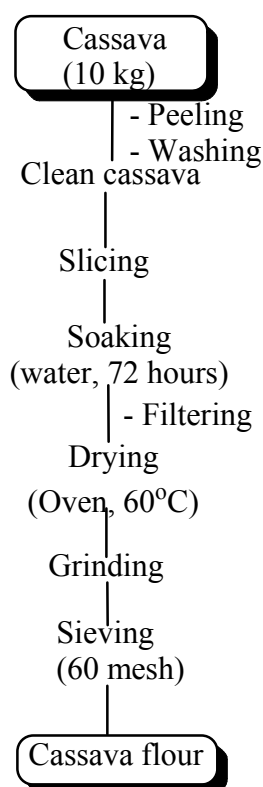 Cassava
(10 kg)
- Peeling
- Washing
Clean cassava
Slicing
Soaking
(water, 72 hours)
- Filtering
Drying
(Oven, 60°C)
Grinding
Sieving
(60 mesh)
Cassava flour